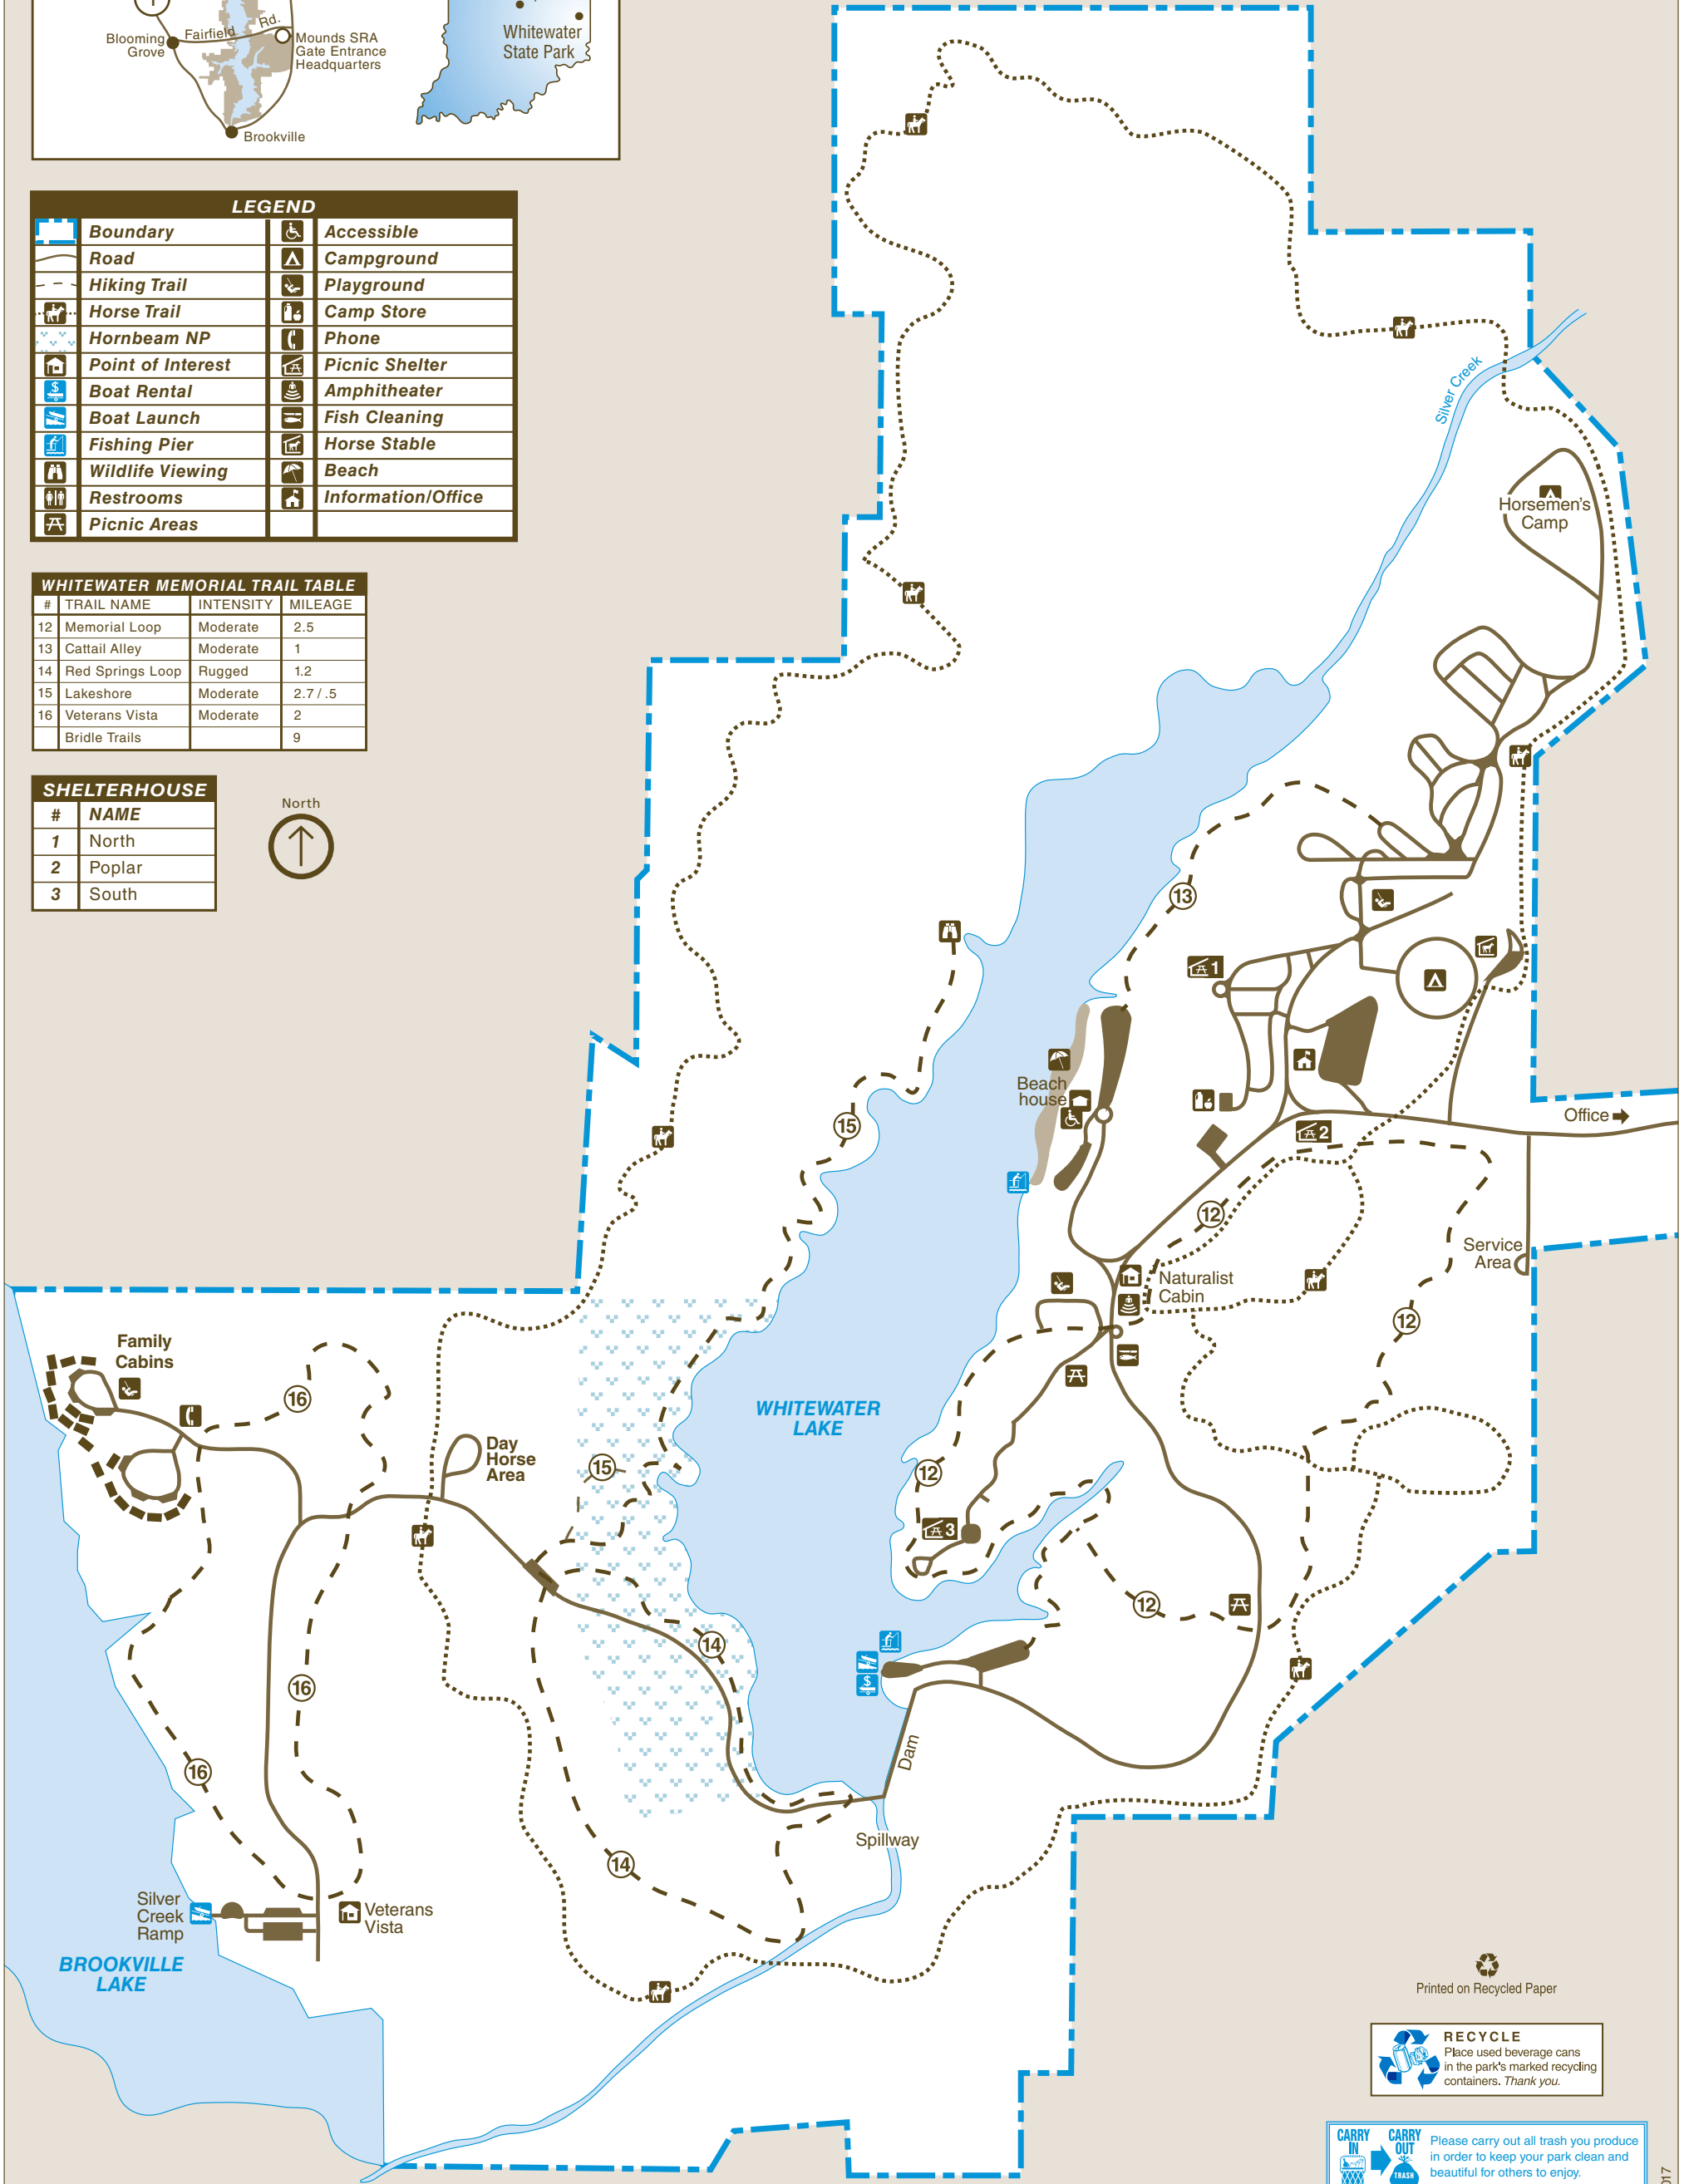 1
Blooming
Grove
Fairfield Rd.
Mounds SRA
Gate Entrance
Headquarters
Brookville
Whitewater
State Park
LEGEND
Boundary
Accessible
Road
Campground
Hiking Trail
Playground
Horse Trail
Camp Store
Hornbeam NP
Phone
Point of Interest
Picnic Shelter
$
Boat Rental
Amphitheater
Boat Launch
Fish Cleaning
Fishing Pier
Horse Stable
Wildlife Viewing
Beach
Restrooms
Information/Office
Picnic Areas
WHITEWATER MEMORIAL TRAIL TABLE
# TRAIL NAME INTENSITY MILEAGE
12 Memorial Loop Moderate 2.5
13 Cattail Alley Moderate 1
14 Red Springs Loop Rugged 1.2
15 Lakeshore Moderate 2.7 / .5
16 Veterans Vista Moderate 2
Bridle Trails 9
SHELTERHOUSE
# NAME
1 North
2 Poplar
3 South
North
Silver Creek
Horsemen's
Camp
13
1
Beach
house
15
Office
2
12
Service
Area
Naturalist
Cabin
12
Family
Cabins
16
WHITEWATER
LAKE
Day
Horse
Area
15
12
3
12
14
16
$
Dam
16
Spillway
14
Silver
Creek
Ramp
Veterans
Vista
BROOKVILLE
LAKE
Printed on Recycled Paper
RECYCLE
Place used beverage cans
in the park's marked recycling
containers. Thank you.
CARRY
IN
CARRY
OUT
TRASH
Please carry out all trash you produce
in order to keep your park clean and
beautiful for others to enjoy.